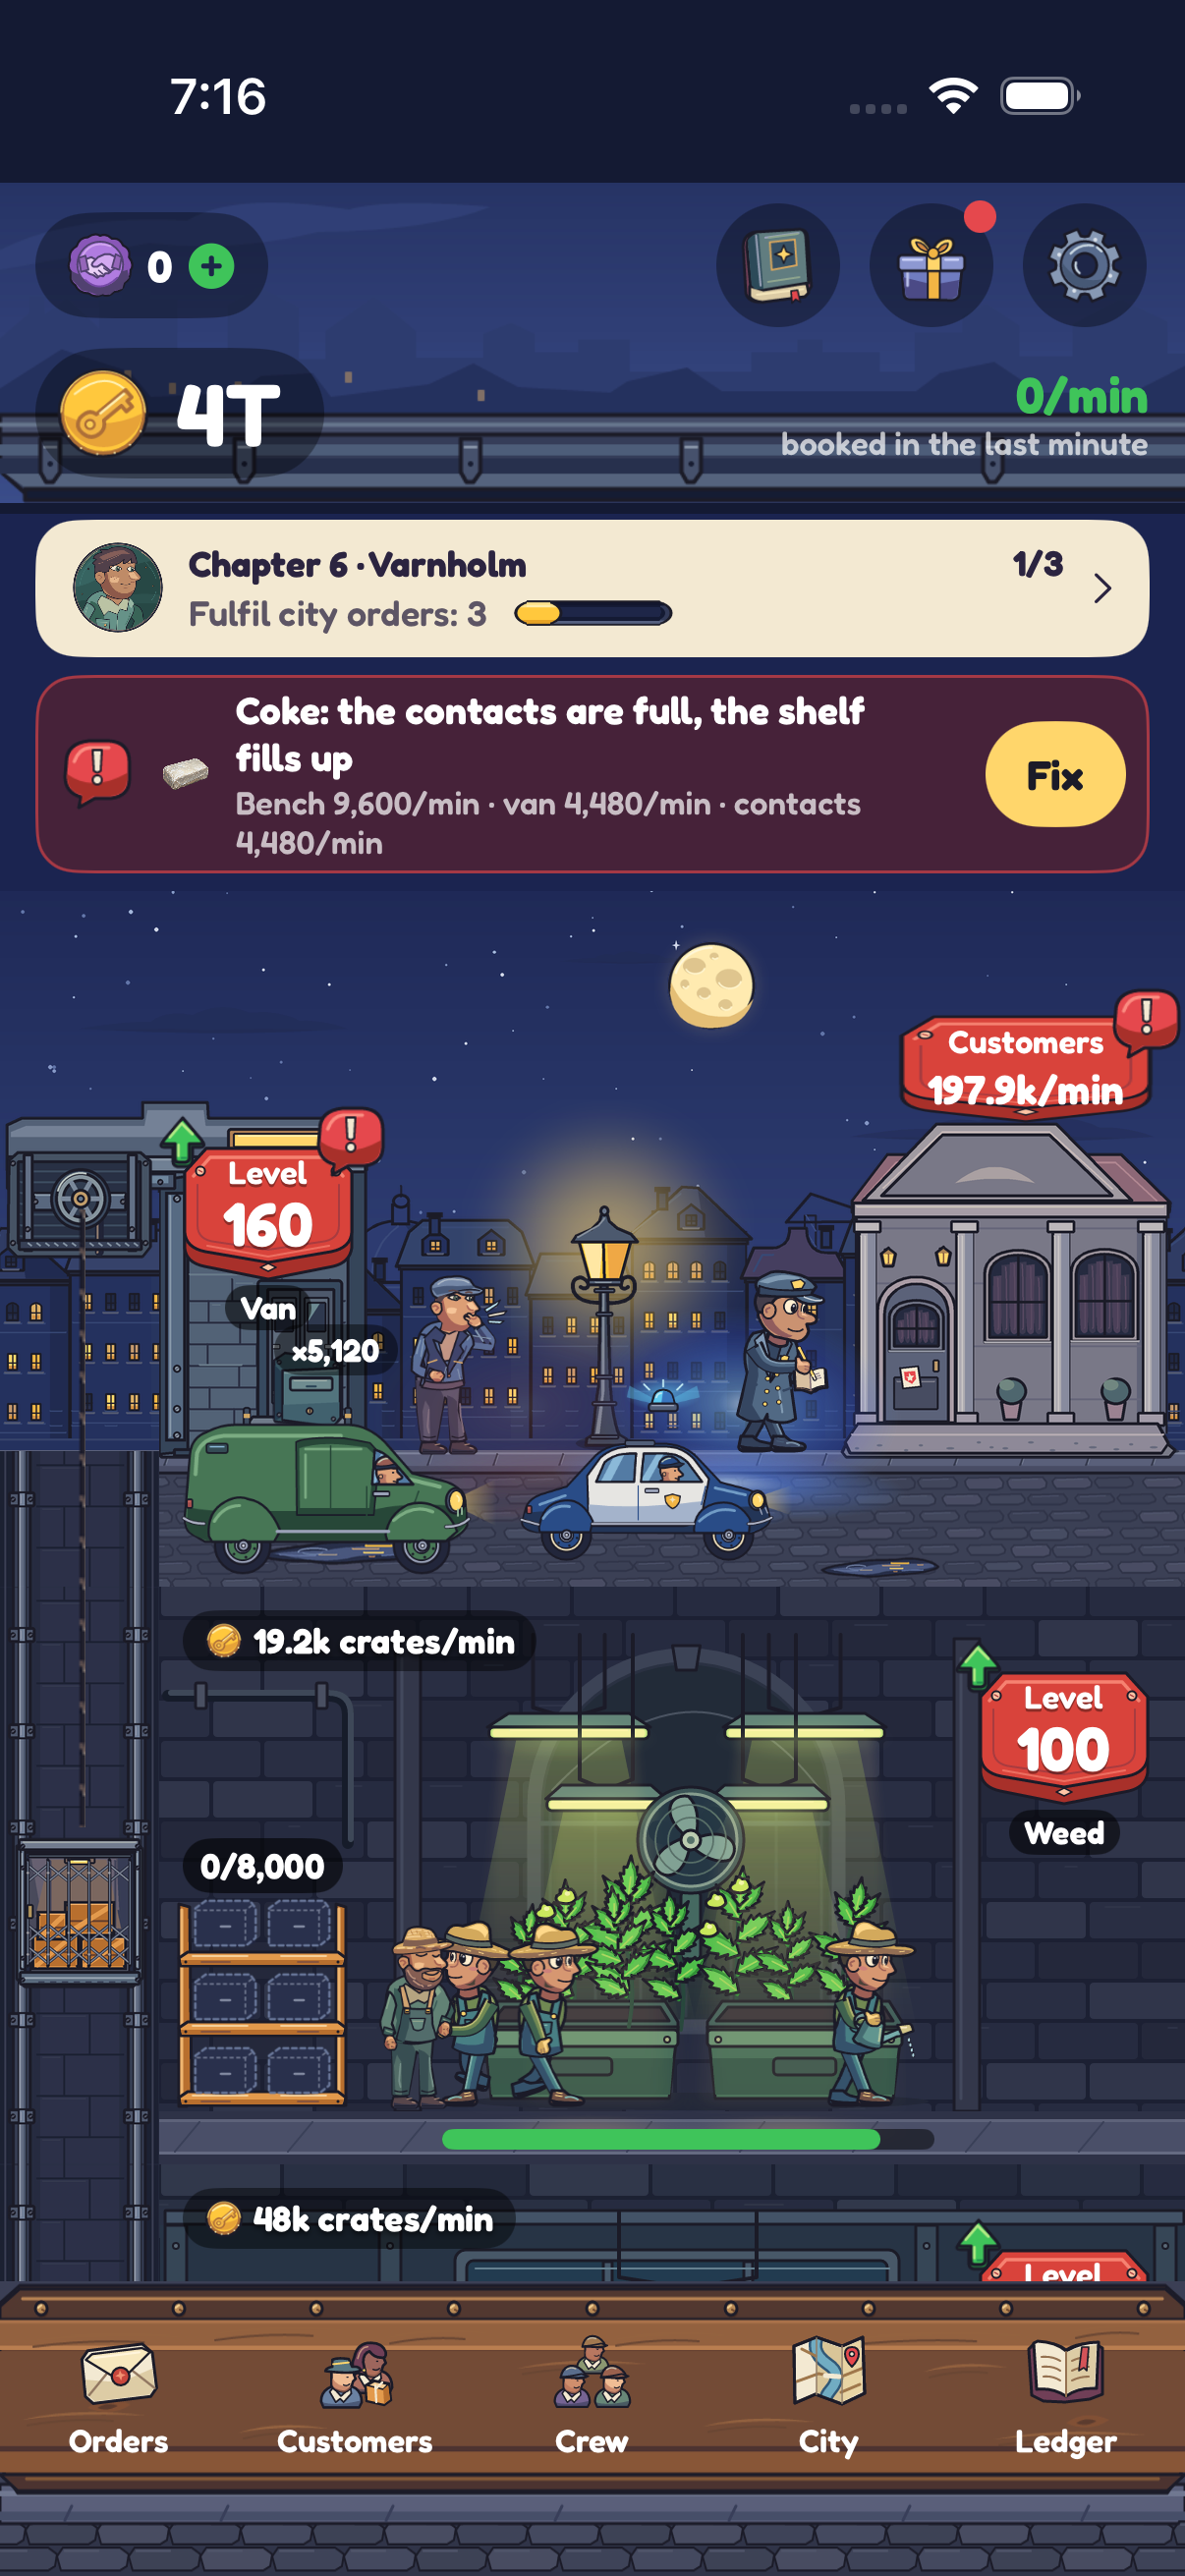 7:16
0
4T
0/min
booked in the last minute
Chapter 6 · Varnholm
1/3
Fulfil city orders: 3
Coke: the contacts are full, the shelf
fills up
Bench 9,600/min · van 4,480/min · contacts
4,480/min
Fix
Customers
197.9k/min
Level
160
Van
x5,120
19.2k crates/min
Level
100
Weed
0/8,000
48k crates/min
Level
Orders
Customers
Crew
City
Ledger